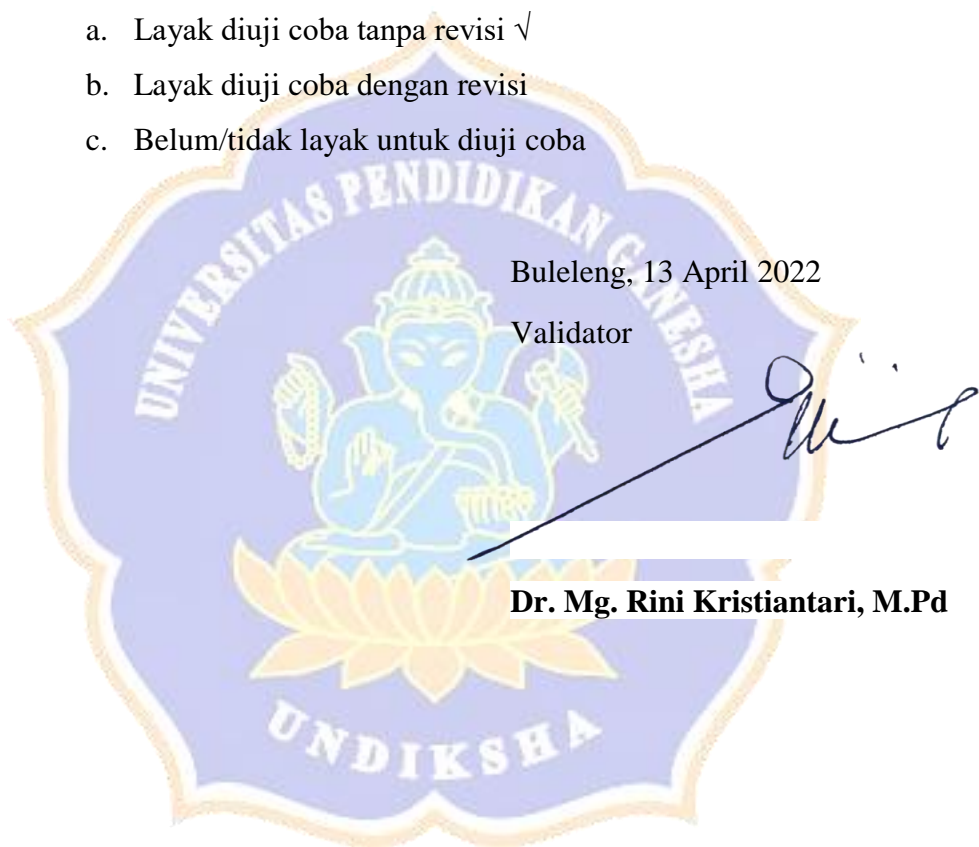 a. Layak diuji coba tanpa revisi √
b. Layak diuji coba dengan revisi
c. Belum/tidak layak untuk diuji coba
UNIVERSITAS PENDIDIKAN GANESHA
Buleleng, 13 April 2022
Validator
Dr. Mg. Rini Kristiantari, M.Pd
UNDIKSHA